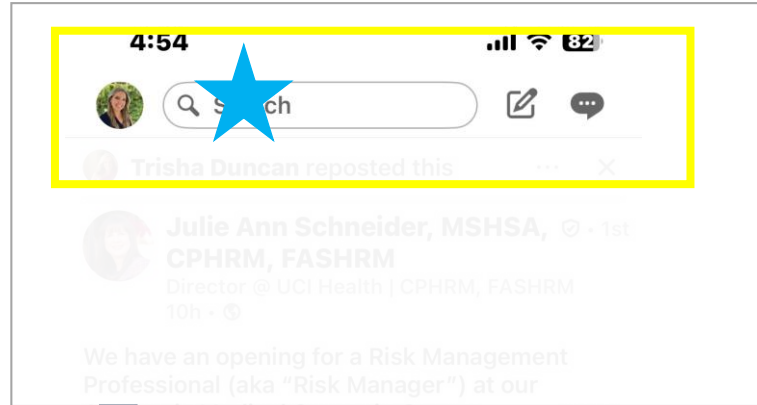 4:54 82
S ch
Trisha Duncan reposted this
Julie Ann Schneider, MSHSA, • 1st
CPHRM, FASHRM
Director @ UCI Health | CPHRM, FASHRM
10h •
We have an opening for a Risk Management
Professional (aka “Risk Manager”) at our